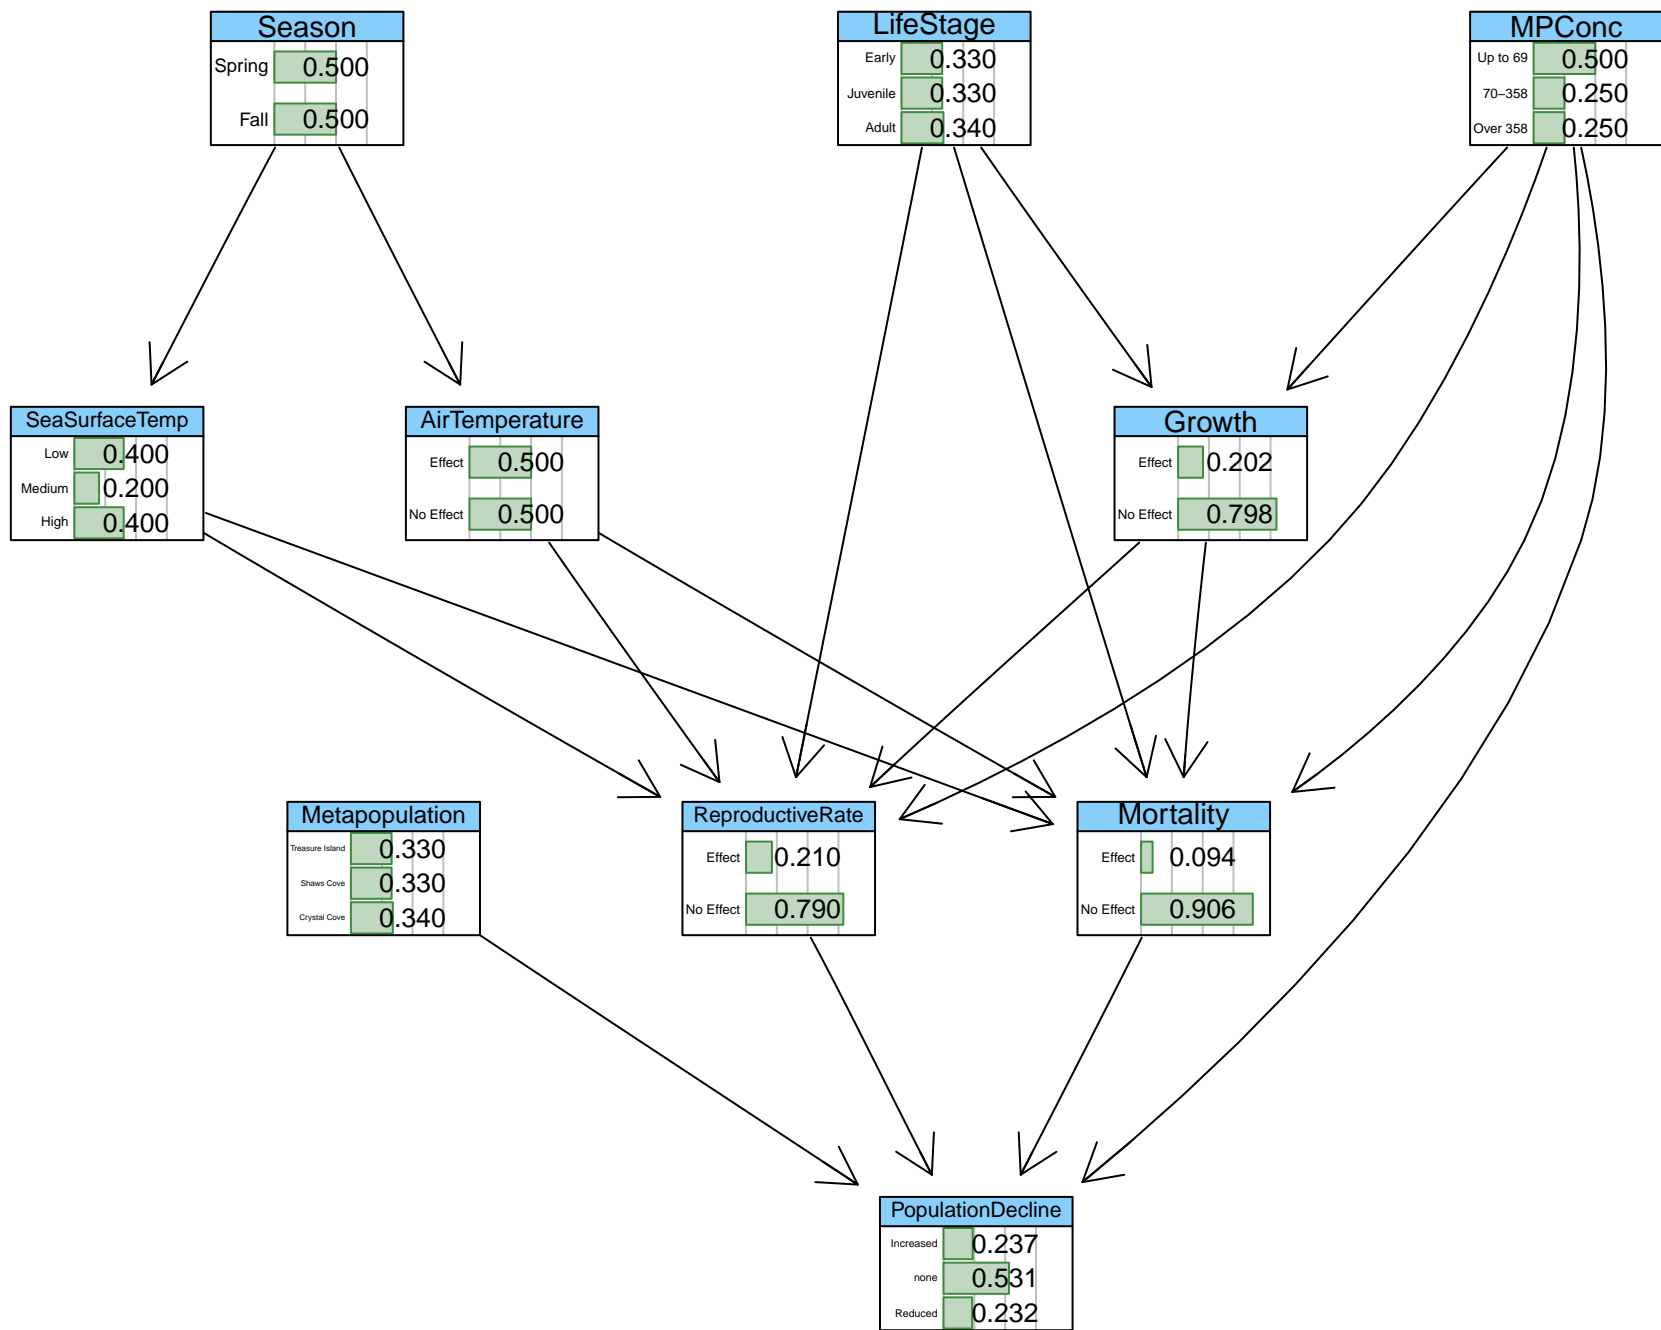 Season
Spring 0.500
Fall 0.500
LifeStage
Early 0.330
Juvenile 0.330
Adult 0.340
MPConc
Up to 69 0.500
70–358 0.250
Over 358 0.250
SeaSurfaceTemp
Low 0.400
Medium 0.200
High 0.400
AirTemperature
Effect 0.500
No Effect 0.500
Growth
Effect 0.202
No Effect 0.798
Metapopulation
Treasure Island 0.330
Shaws Cove 0.330
Crystal Cove 0.340
ReproductiveRate
Effect 0.210
No Effect 0.790
Mortality
Effect 0.094
No Effect 0.906
PopulationDecline
Increased 0.237
none 0.531
Reduced 0.232